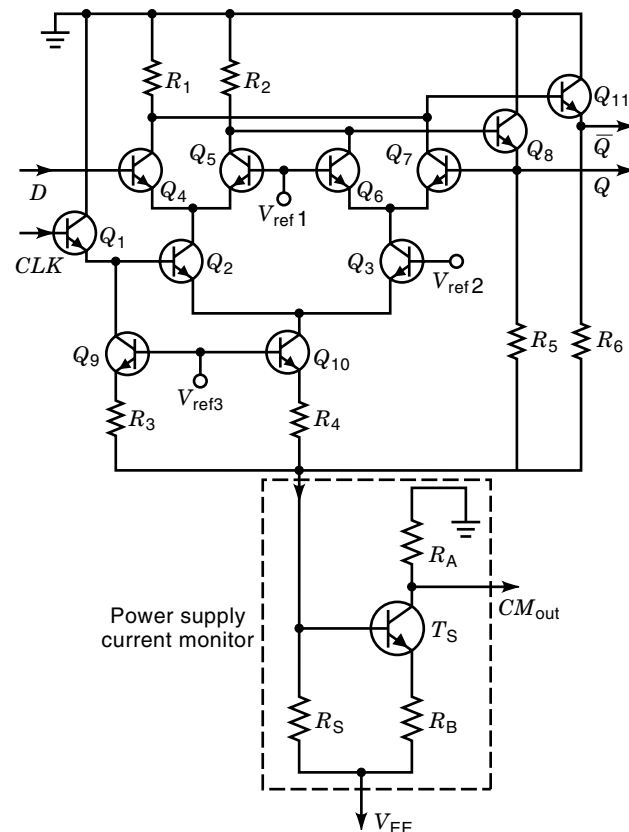 R1
R2
Q11
Q̅
Q5
Q7
Q8
D
Q4
Vref1
Q6
Q
Q1
CLK
Q2
Q3
Vref2
Q9
Q10
R5
R6
Vref3
R3
R4
RA
CMout
Power supply
current monitor
TS
RS
RB
VEE